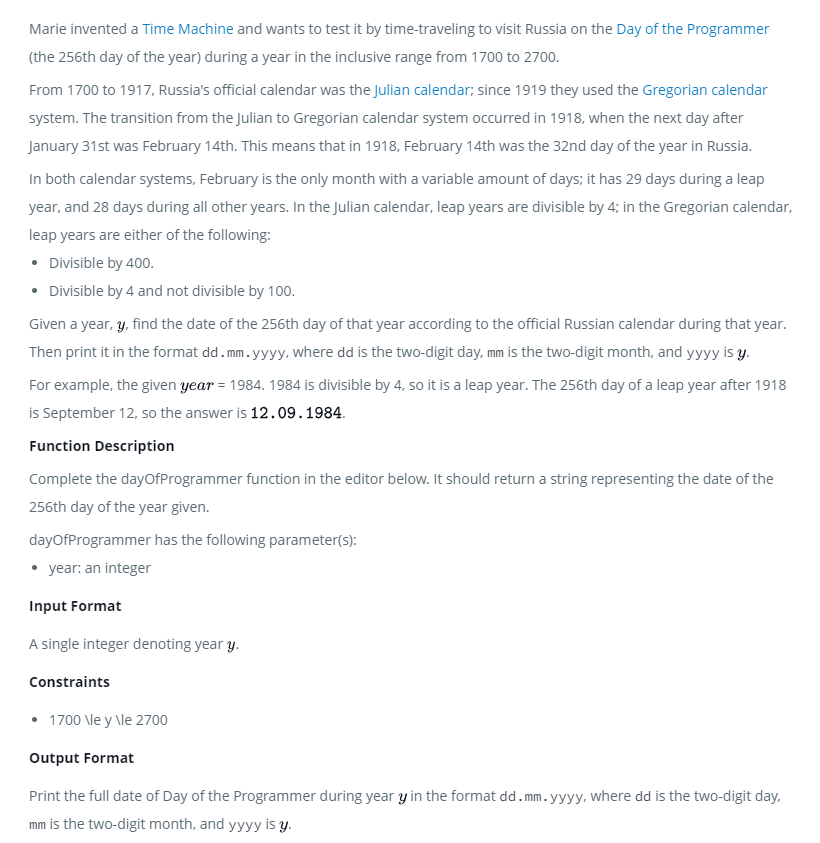 Marie invented a Time Machine and wants to test it by time-traveling to visit Russia on the Day of the Programmer
(the 256th day of the year) during a year in the inclusive range from 1700 to 2700.
From 1700 to 1917, Russia's official calendar was the Julian calendar; since 1919 they used the Gregorian calendar
system. The transition from the Julian to Gregorian calendar system occurred in 1918, when the next day after
January 31st was February 14th. This means that in 1918, February 14th was the 32nd day of the year in Russia.
In both calendar systems, February is the only month with a variable amount of days; it has 29 days during a leap
year, and 28 days during all other years. In the Julian calendar, leap years are divisible by 4; in the Gregorian calendar,
leap years are either of the following:
• Divisible by 400.
• Divisible by 4 and not divisible by 100.
Given a year, y, find the date of the 256th day of that year according to the official Russian calendar during that year.
Then print it in the format dd.mm.yyyy, where dd is the two-digit day, mm is the two-digit month, and yyyy is y.
For example, the given year = 1984. 1984 is divisible by 4, so it is a leap year. The 256th day of a leap year after 1918
is September 12, so the answer is 12.09.1984.
Function Description
Complete the dayOfProgrammer function in the editor below. It should return a string representing the date of the
256th day of the year given.
dayOfProgrammer has the following parameter(s):
• year: an integer
Input Format
A single integer denoting year y.
Constraints
• 1700 \le y \le 2700
Output Format
Print the full date of Day of the Programmer during year y in the format dd.mm.yyyy, where dd is the two-digit day,
mm is the two-digit month, and yyyy is y.